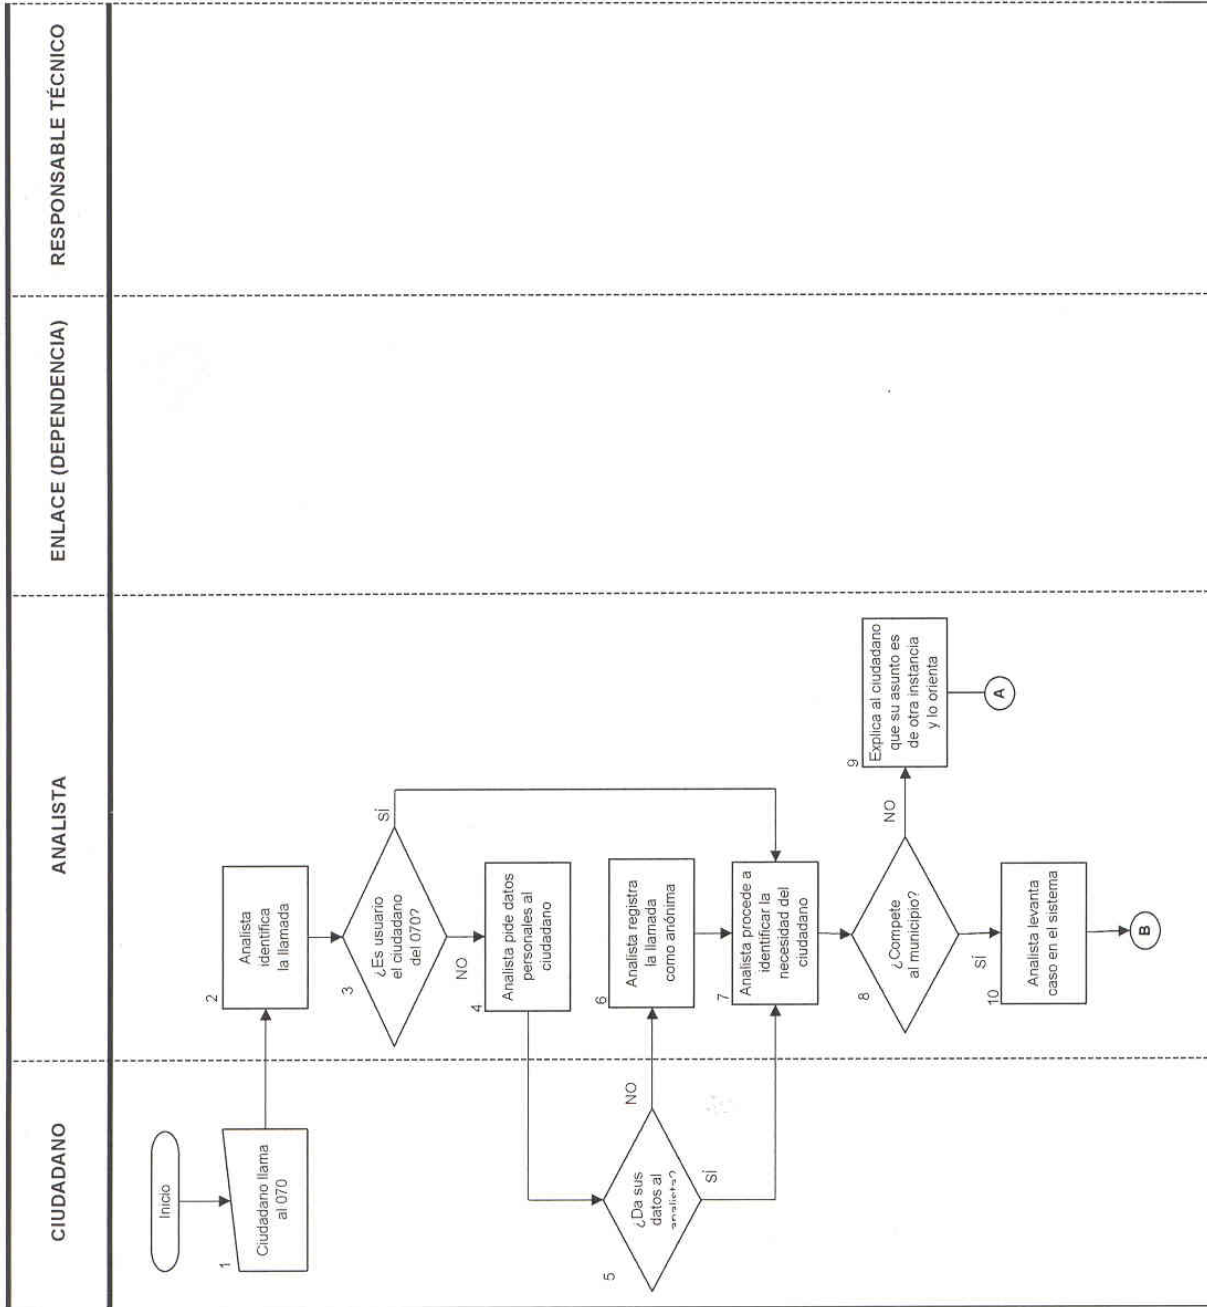 CIUDADANO
ANALISTA
ENLACE (DEPENDENCIA)
RESPONSABLE TÉCNICO
Inicio
1
Ciudadano llama
al 070
2
Analista
identifica
la llamada
3
¿Es usuario
el ciudadano
del 070?
SÍ
NO
4
Analista pide datos
personales al
ciudadano
5
¿Da sus
datos al
analista?
NO
SÍ
6
Analista registra
la llamada
como anónima
7
Analista procede a
identificar la
necesidad del
ciudadano
8
¿Compete
al municipio?
NO
SÍ
9
Explica al ciudadano
que su asunto es
de otra instancia
y lo orienta
A
10
Analista levanta
caso en el sistema
B